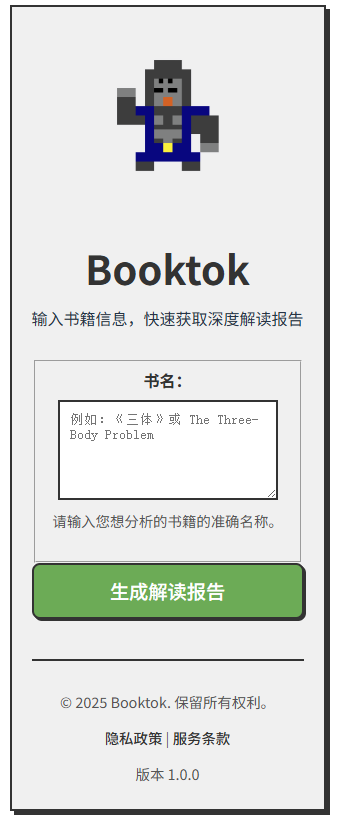 Booktok
输入书籍信息，快速获取深度解读报告
书名：
例如：《三体》或 The Three-
Body Problem
请输入您想分析的书籍的准确名称。
生成解读报告
© 2025 Booktok. 保留所有权利。
隐私政策 | 服务条款
版本 1.0.0